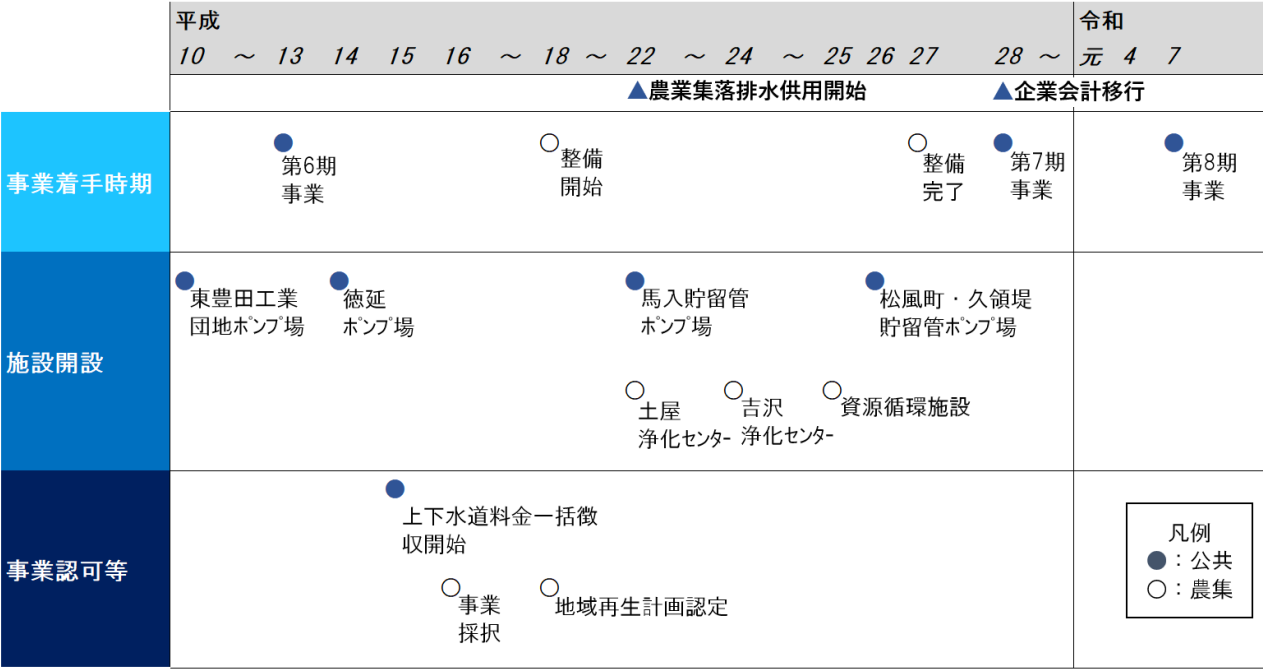 平成
令和
10 ～ 13 14 15 16 ～ 18 ～ 22 ～ 24 ～ 25 26 27 28 ～ 元 4 7
▲農業集落排水供用開始 ▲企業会計移行
事業着手時期
●
第6期
事業
○
整備
開始
○
整備
完了
●
第7期
事業
●
第8期
事業
施設開設
●
東豊田工業
団地ﾎﾟﾝﾌﾟ場
●
徳延
ﾎﾟﾝﾌﾟ場
●
馬入貯留管
ﾎﾟﾝﾌﾟ場
●
松風町・久領堤
貯留管ﾎﾟﾝﾌﾟ場
○
土屋
浄化ｾﾝﾀｰ
○
吉沢
浄化ｾﾝﾀｰ
○
資源循環施設
事業認可等
●
上下水道料金一括徴
収開始
○
事業
採択
○
地域再生計画認定
凡例
●：公共
○：農集